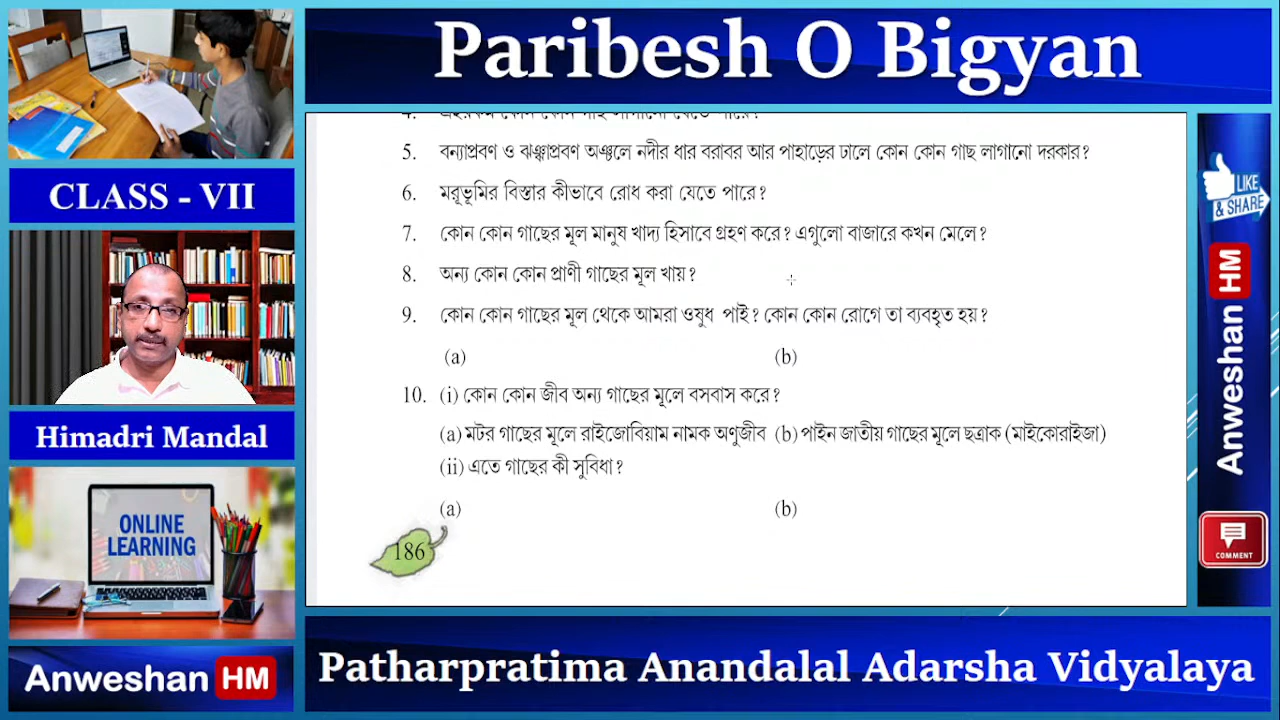 Paribesh O Bigyan
CLASS - VII
Himadri Mandal
ONLINE
LEARNING
Anweshan HM
5. বন্যাপ্রবণ ও ঝঞ্ঝাপ্রবণ অঞ্চলে নদীর ধার বরাবর আর পাহাড়ের ঢালে কোন কোন গাছ লাগানো দরকার?
6. মরুভূমির বিস্তার কীভাবে রোধ করা যেতে পারে?
7. কোন কোন গাছের মূল মানুষ খাদ্য হিসাবে গ্রহণ করে? এগুলো বাজারে কখন মেলে?
8. অন্য কোন কোন প্রাণী গাছের মূল খায়?
9. কোন কোন গাছের মূল থেকে আমরা ওষুধ পাই? কোন কোন রোগে তা ব্যবহৃত হয়?
(a) (b)
10. (i) কোন কোন জীব অন্য গাছের মূলে বসবাস করে?
(a) মটর গাছের মূলে রাইজোবিয়াম নামক অণুজীব (b) পাইন জাতীয় গাছের মূলে ছত্রাক (মাইকোরাইজা)
(ii) এতে গাছের কী সুবিধা?
(a) (b)
186
LIKE
& SHARE
Anweshan HM
COMMENT
Patharpratima Anandalal Adarsha Vidyalaya